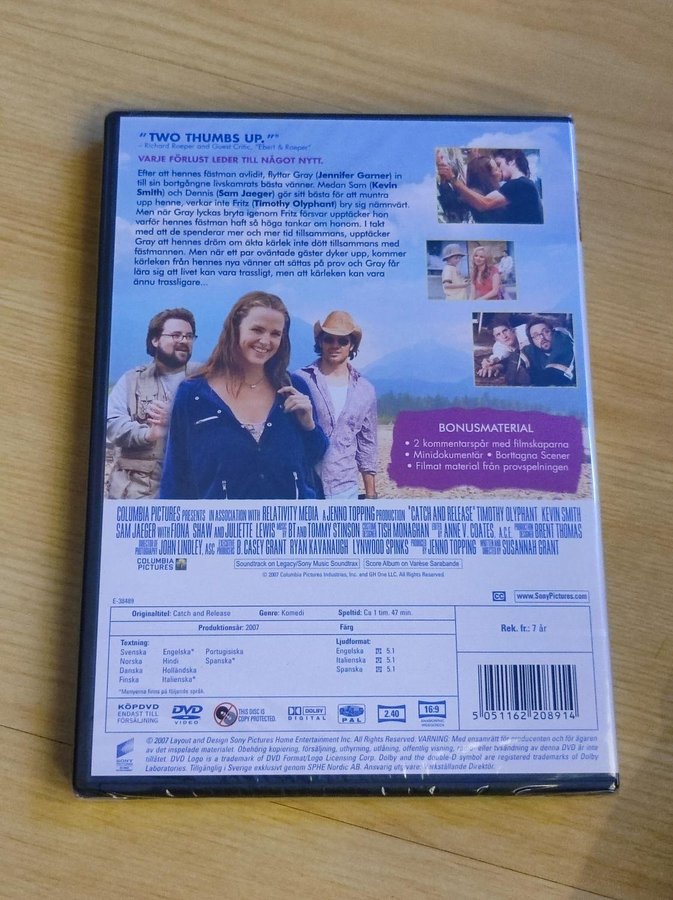 "TWO THUMBS UP."*
- Richard Roeper and Guest Critic, "Ebert & Roeper"
VARJE FÖRLUST LEDER TILL NÅGOT NYTT.
Efter att hennes fästman avlidit, flyttar Gray (Jennifer Garner) in
till sin bortgångne livskamrats bästa vänner. Medan Sam (Kevin
Smith) och Dennis (Sam Jaeger) gör sitt bästa för att muntra
upp henne, verkar inte Fritz (Timothy Olyphant) bry sig nämnvärt.
Men när Gray lyckas bryta igenom Fritz försvar upptäcker hon
varför hennes fästman haft så höga tankar om honom. I takt
med att de spenderar mer och mer tid tillsammans, upptäcker
Gray att hennes dröm om äkta kärlek inte dött tillsammans med
fästmannen. Men när ett par oväntade gäster dyker upp, kommer
kärleken från hennes nya vänner att sättas på prov och Gray får
lära sig att livet kan vara trassligt, men att kärleken kan vara
ännu trassligare...
BONUSMATERIAL
• 2 kommentarspår med filmskaparna
• Minidokumentär • Borttagna Scener
• Filmat material från provspelningen
COLUMBIA PICTURES PRESENTS IN ASSOCIATION WITH RELATIVITY MEDIA A JENNO TOPPING PRODUCTION "CATCH AND RELEASE" TIMOTHY OLYPHANT KEVIN SMITH
SAM JAEGER WITH FIONA SHAW AND JULIETTE LEWIS MUSIC BY BT AND TOMMY STINSON COSTUME DESIGNER TISH MONAGHAN EDITED BY ANNE V. COATES, A.C.E. PRODUCTION DESIGNER BRENT THOMAS
DIRECTOR OF PHOTOGRAPHY JOHN LINDLEY, ASC EXECUTIVE PRODUCERS B. CASEY GRANT RYAN KAVANAUGH LYNWOOD SPINKS PRODUCED BY JENNO TOPPING WRITTEN AND DIRECTED BY SUSANNAH GRANT
COLUMBIA PICTURES
Soundtrack on Legacy/Sony Music Soundtrax
Score Album on Varèse Sarabande
© 2007 Columbia Pictures Industries, Inc. and GH One LLC. All Rights Reserved.
E-38489
CC
www.SonyPictures.com
Originaltitel: Catch and Release Genre: Komedi Speltid: Ca 1 tim. 47 min.
Produktionsår: 2007 Färg
Rek. fr.: 7 år
Textning:
Svenska Engelska* Portugisiska
Norska Hindi Spanska*
Danska Holländska
Finska Italienska*
*Menyerna finns på följande språk.
Ljudformat:
Engelska 5.1
Italienska 5.1
Spanska 5.1
5 051162 208914
KÖPDVD
ENDAST TILL
FÖRSÄLJNING
DVD
VIDEO
THIS DISC IS
COPY PROTECTED.
DOLBY
DIGITAL
PAL
2.40
16:9
© 2007 Layout and Design Sony Pictures Home Entertainment Inc. All Rights Reserved. VARNING: Med ensamrätt för producenten och för ägaren
av det inspelade materialet. Obehörig kopiering, försäljning, uthyrning, utlåning, offentlig visning, radio- eller tvsändning av denna DVD är inte
tillåtet. DVD Logo is a trademark of DVD Format/Logo Licensing Corp. Dolby and the double-D symbol are registered trademarks of Dolby
Laboratories. Tillgänglig i Sverige exklusivt genom SPHE Nordic AB. Ansvarig utgivare: Verkställande Direktör.
SONY
PICTURES